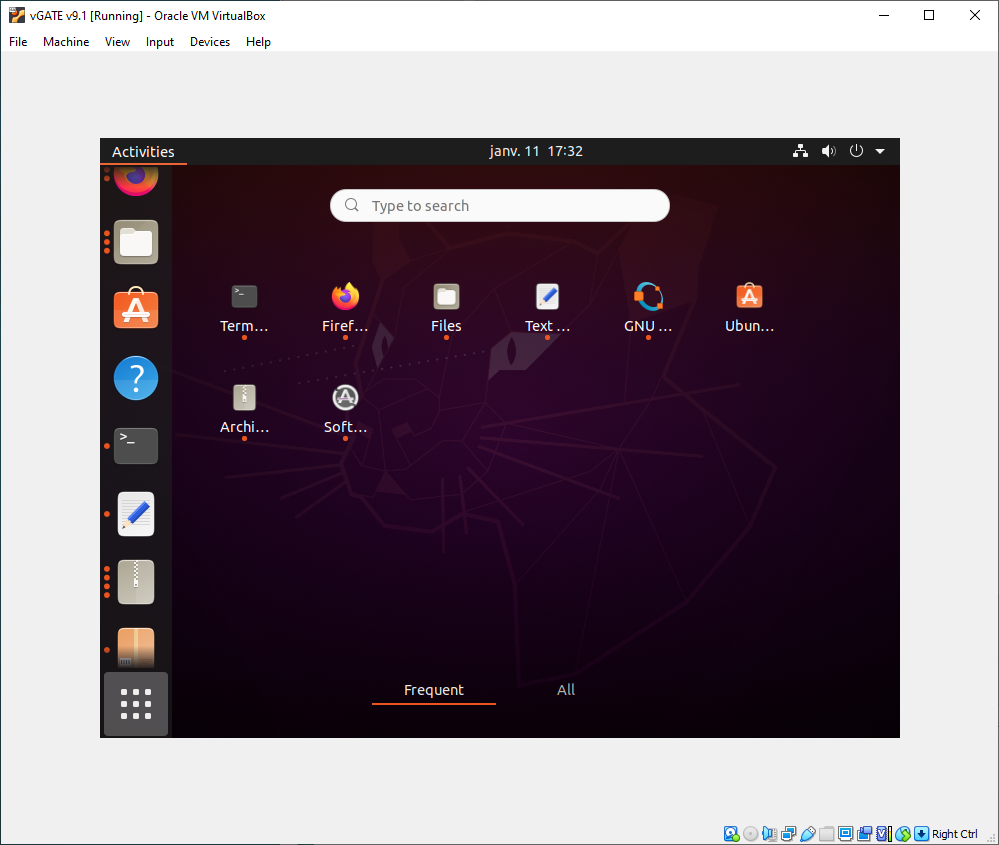 vGATE v9.1 [Running] - Oracle VM VirtualBox
File Machine View Input Devices Help
Activities
janv. 11 17:32
Type to search
Term… Firef… Files Text … GNU … Ubun…
Archi… Soft…
Frequent All
Right Ctrl